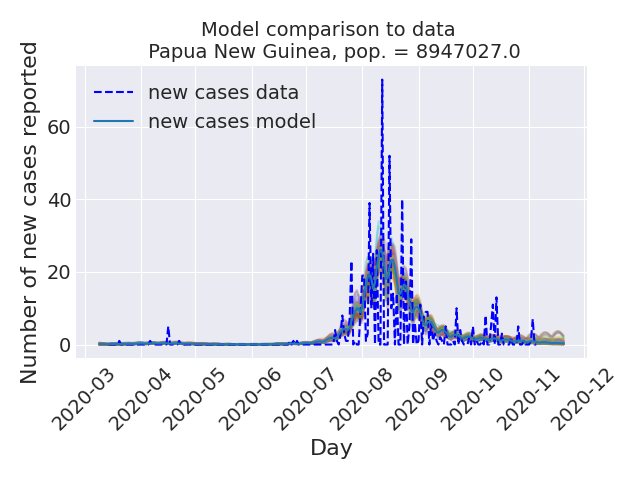 Model comparison to data
Papua New Guinea, pop. = 8947027.0
Number of new cases reported
new cases data
new cases model
60
40
20
0
2020-03
2020-04
2020-05
2020-06
2020-07
2020-08
2020-09
2020-10
2020-11
2020-12
Day